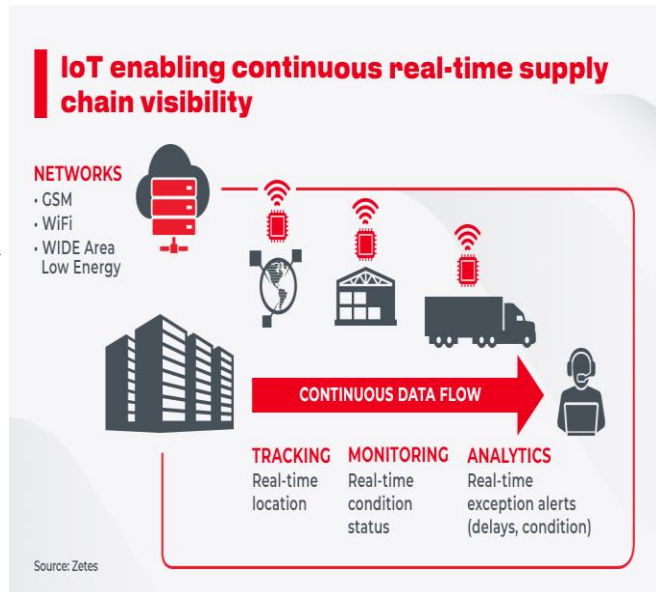 IoT enabling continuous real-time supply
chain visibility
NETWORKS
• GSM
• WiFi
• WIDE Area
Low Energy
CONTINUOUS DATA FLOW
TRACKING
Real-time
location
MONITORING
Real-time
condition
status
ANALYTICS
Real-time
exception alerts
(delays, condition)
Source: Zetes